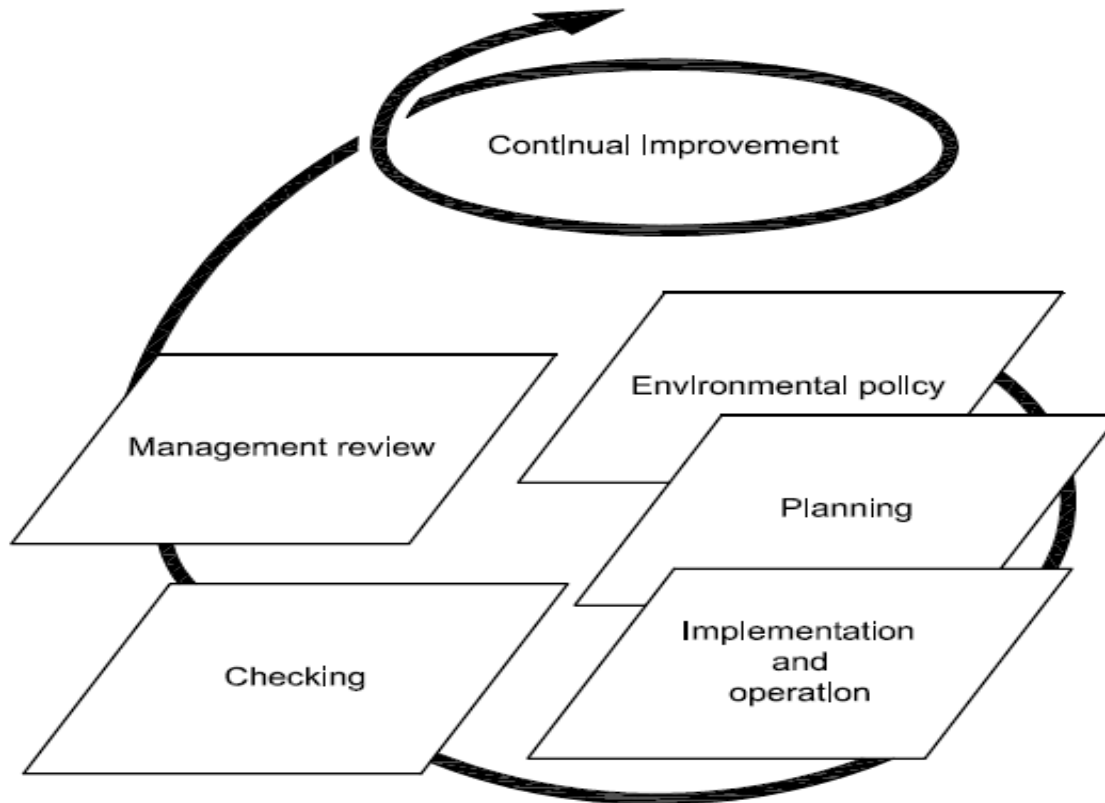 Continual Improvement
Environmental policy
Management review
Planning
Implementation
and
operation
Checking